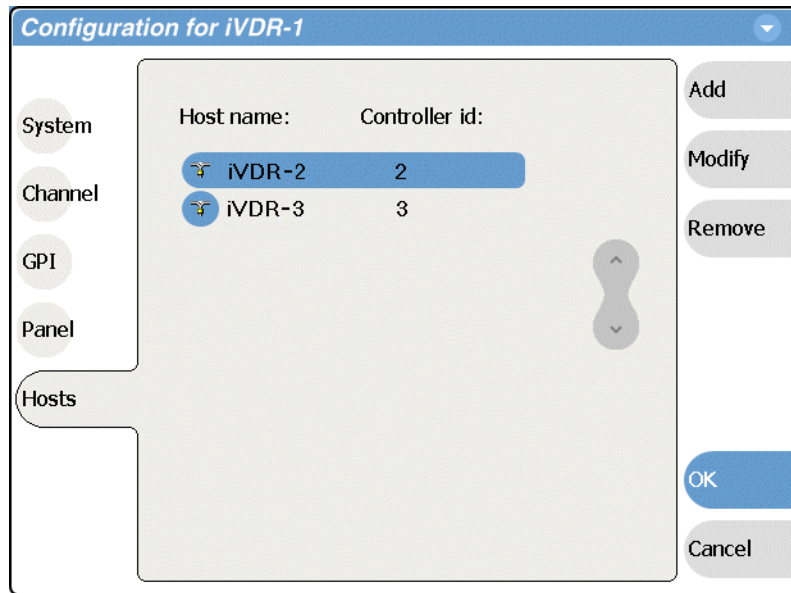 Configuration for iVDR-1
System
Channel
GPI
Panel
Hosts
Host name: Controller id:
iVDR-2 2
iVDR-3 3
Add
Modify
Remove
OK
Cancel